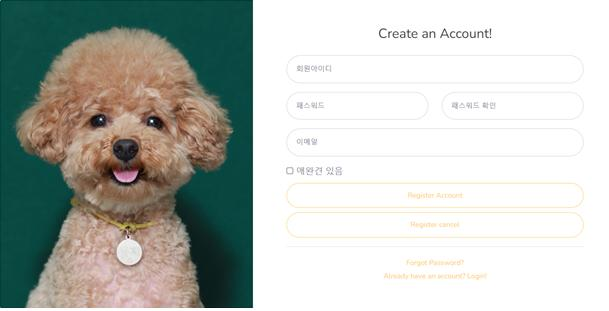 Create an Account!
회원아이디
패스워드 패스워드 확인
이메일
애완견 있음
Register Account
Register cancel
Forgot Password?
Already have an account? Login!